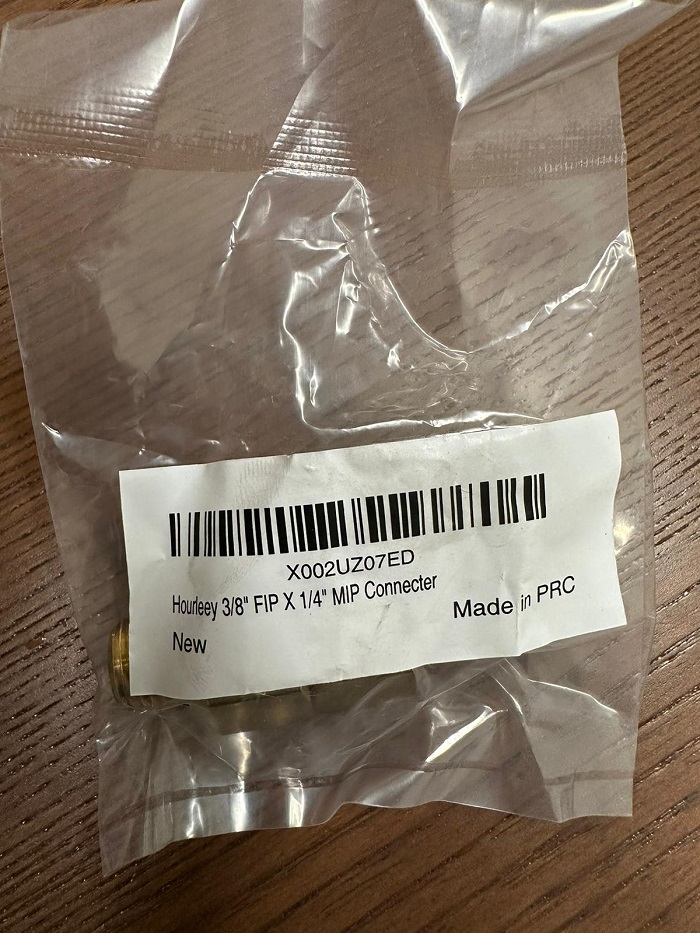 X002UZ07ED
Hourleey 3/8" FIP X 1/4" MIP Connecter
New
Made in PRC